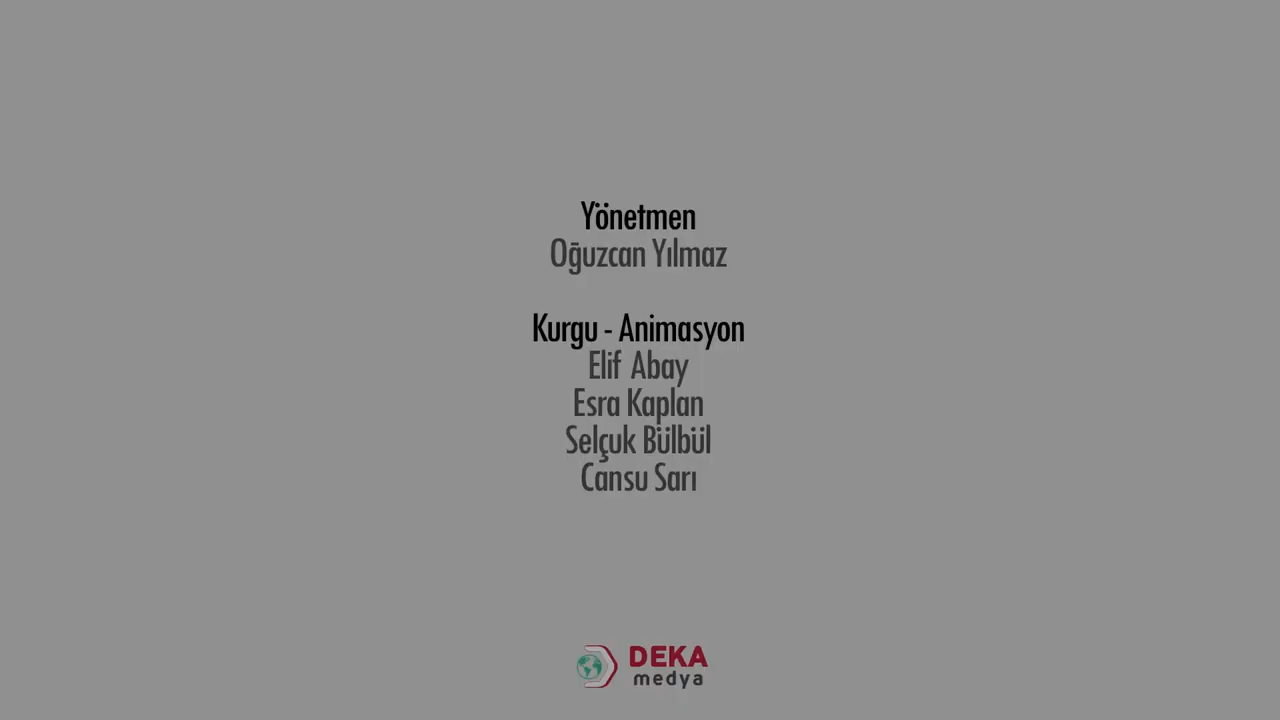 Yönetmen
Oğuzcan Yılmaz
Kurgu - Animasyon
Elif Abay
Esra Kaplan
Selçuk Bülbül
Cansu Sarı
DEKA
medya